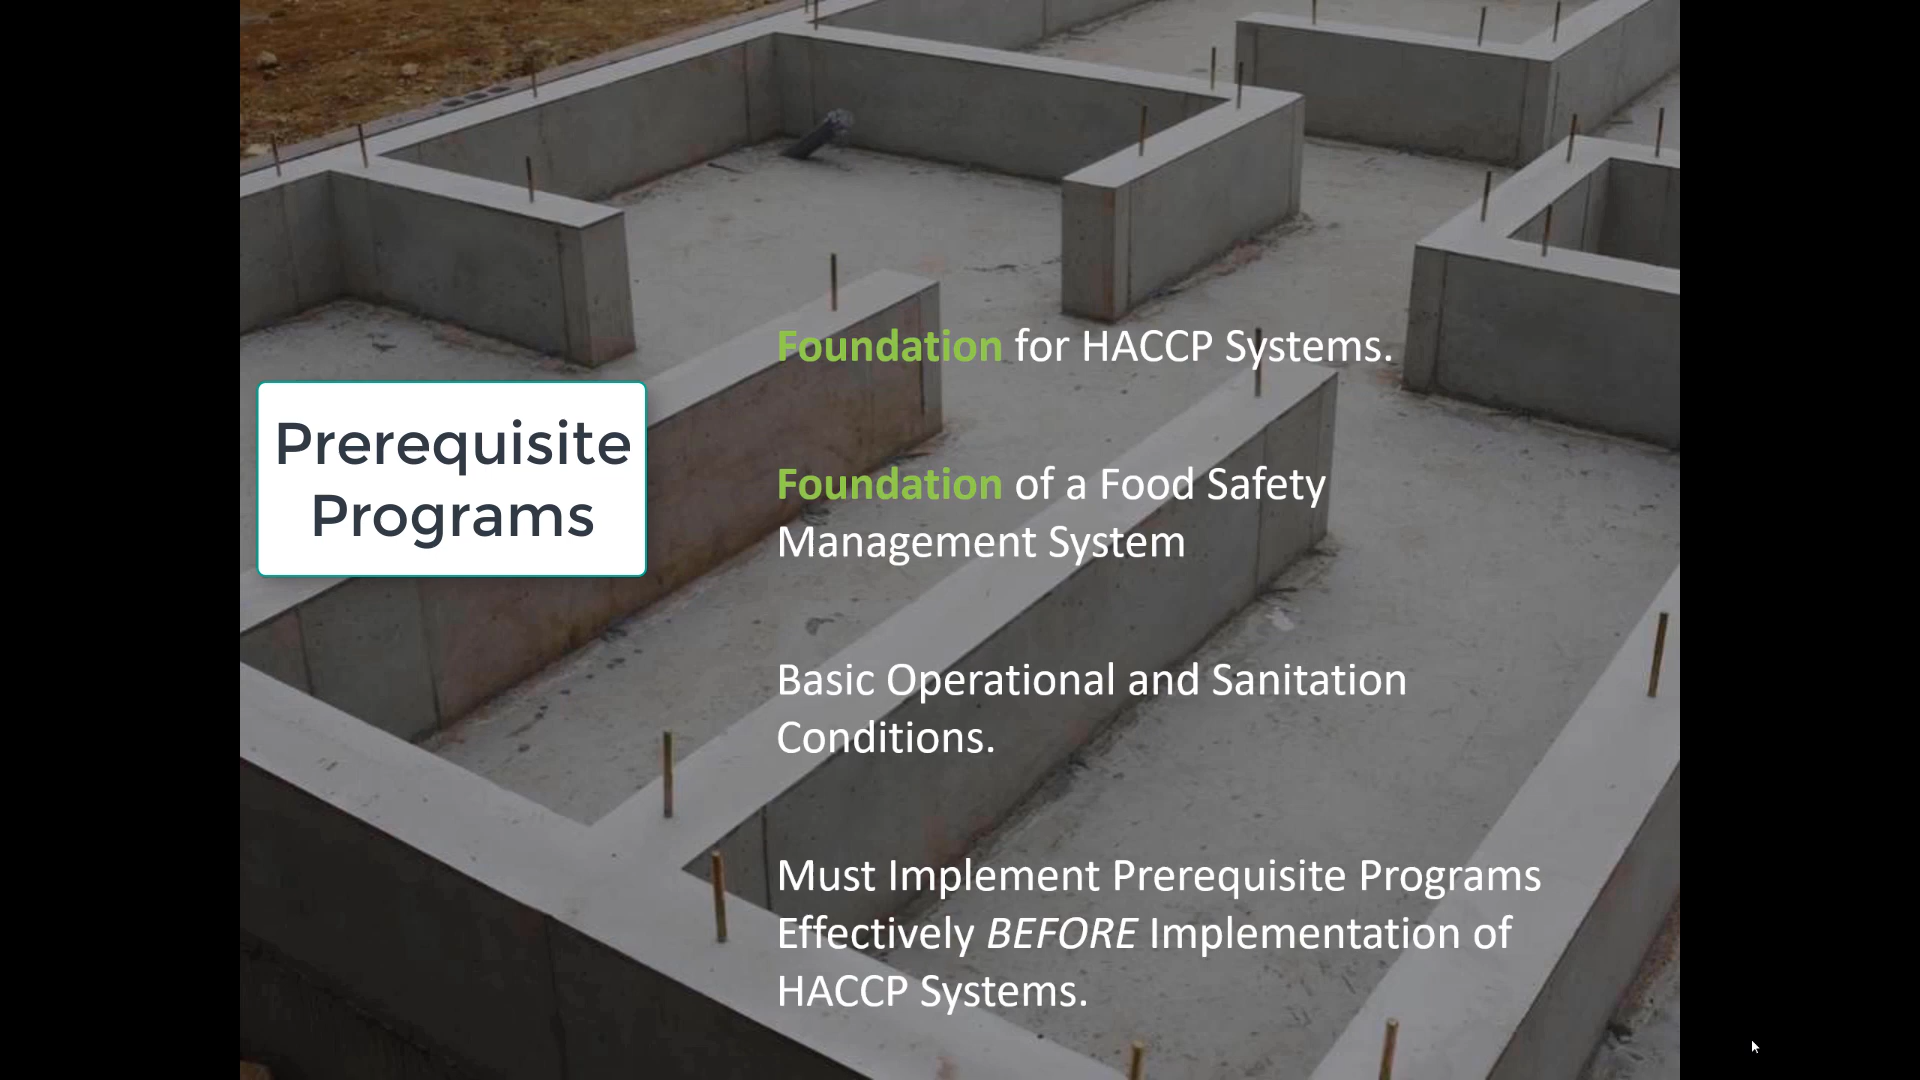 Prerequisite
Programs
Foundation for HACCP Systems.
Foundation of a Food Safety
Management System
Basic Operational and Sanitation
Conditions.
Must Implement Prerequisite Programs
Effectively BEFORE Implementation of
HACCP Systems.